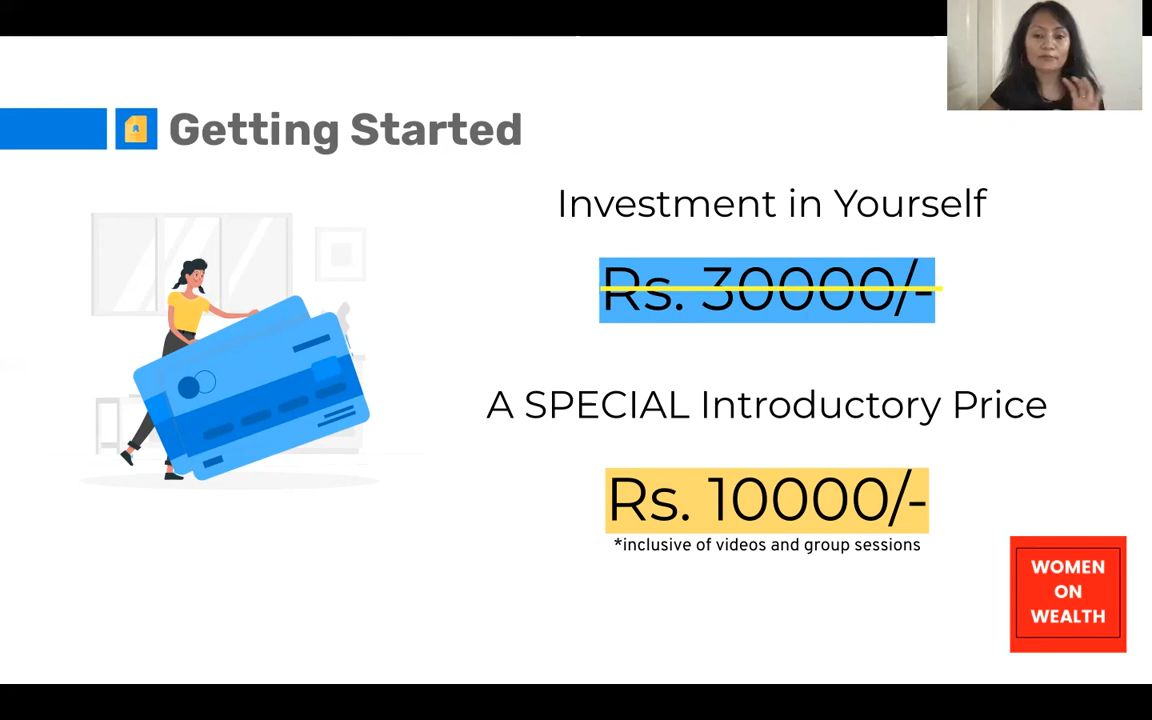 Getting Started
Investment in Yourself
Rs. 30000/-
A SPECIAL Introductory Price
Rs. 10000/-
*inclusive of videos and group sessions
WOMEN
ON
WEALTH